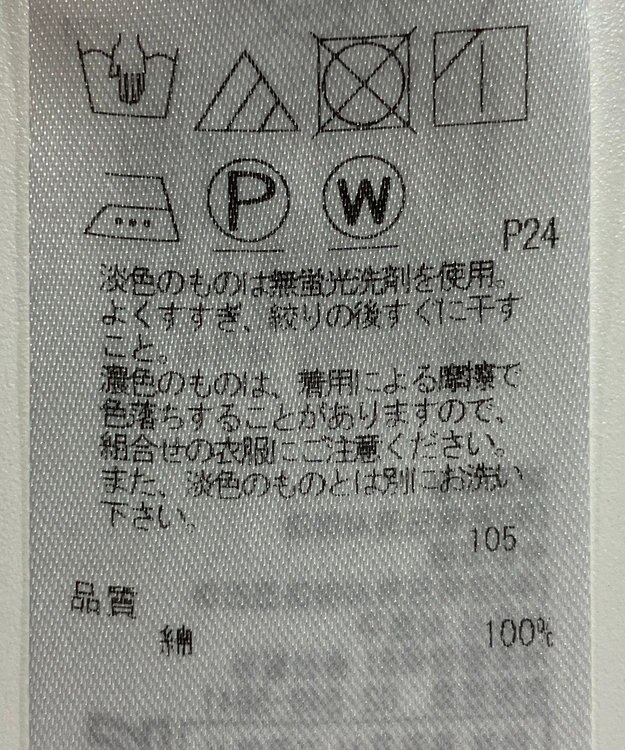 P W
P24
淡色のものは無蛍光洗剤を使用。
よくすすぎ、絞りの後すぐに干す
こと。
濃色のものは、着用による摩擦で
色落ちすることがありますので、
組合せの衣服にご注意ください。
また、淡色のものとは別にお洗い
下さい。
105
品質
綿 100%